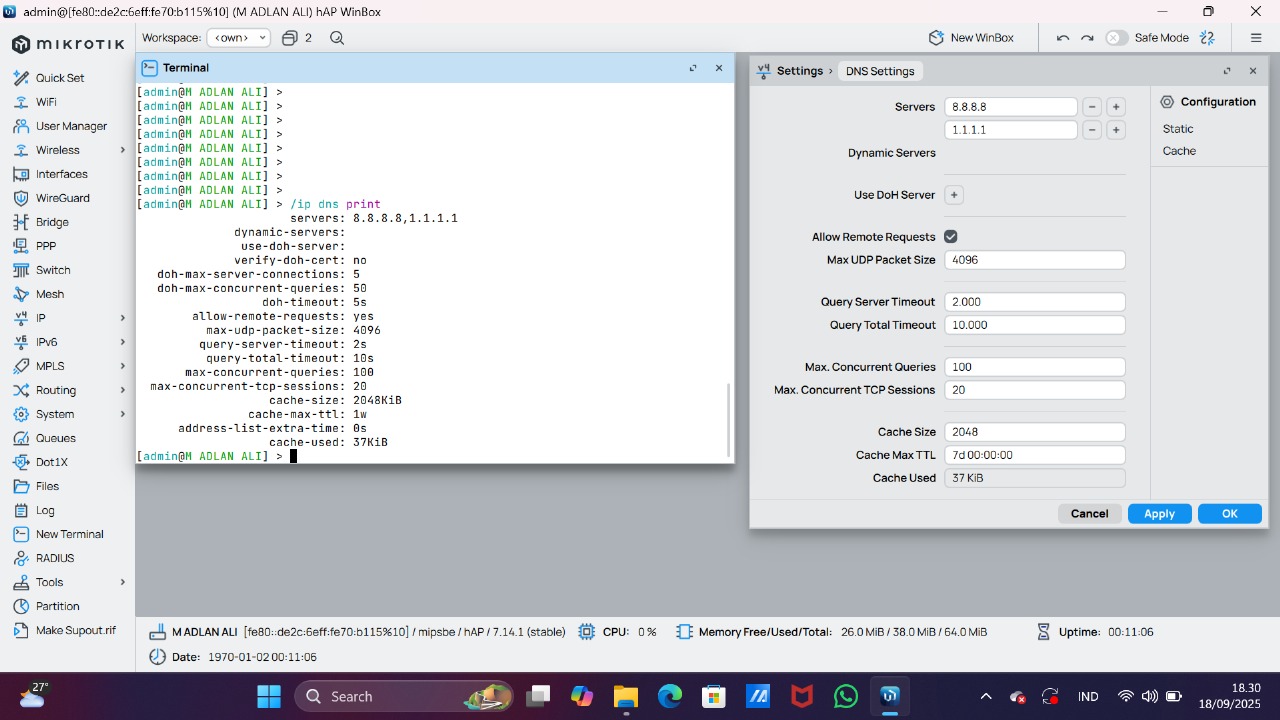 admin@[fe80::de2c:6eff:fe70:b115%10] (M ADLAN ALI) hAP WinBox
mikrotik
Workspace: <own> 2
New WinBox
Safe Mode
Quick Set
WiFi
User Manager
Wireless
Interfaces
WireGuard
Bridge
PPP
Switch
Mesh
IP
IPv6
MPLS
Routing
System
Queues
Dot1X
Files
Log
New Terminal
RADIUS
Tools
Partition
Make Supout.rif
Terminal
[admin@M ADLAN ALI] >
[admin@M ADLAN ALI] >
[admin@M ADLAN ALI] >
[admin@M ADLAN ALI] >
[admin@M ADLAN ALI] >
[admin@M ADLAN ALI] >
[admin@M ADLAN ALI] >
[admin@M ADLAN ALI] >
[admin@M ADLAN ALI] > /ip dns print
servers: 8.8.8.8,1.1.1.1
dynamic-servers:
use-doh-server:
verify-doh-cert: no
doh-max-server-connections: 5
doh-max-concurrent-queries: 50
doh-timeout: 5s
allow-remote-requests: yes
max-udp-packet-size: 4096
query-server-timeout: 2s
query-total-timeout: 10s
max-concurrent-queries: 100
max-concurrent-tcp-sessions: 20
cache-size: 2048KiB
cache-max-ttl: 1w
address-list-extra-time: 0s
cache-used: 37KiB
[admin@M ADLAN ALI] >
v4 Settings › DNS Settings
Servers 8.8.8.8 − +
1.1.1.1 − +
Dynamic Servers
Use DoH Server +
Allow Remote Requests
Max UDP Packet Size 4096
Query Server Timeout 2.000
Query Total Timeout 10.000
Max. Concurrent Queries 100
Max. Concurrent TCP Sessions 20
Cache Size 2048
Cache Max TTL 7d 00:00:00
Cache Used 37 KiB
Configuration
Static
Cache
Cancel Apply OK
M ADLAN ALI [fe80::de2c:6eff:fe70:b115%10] / mipsbe / hAP / 7.14.1 (stable) CPU: 0 % Memory Free/Used/Total: 26.0 MiB / 38.0 MiB / 64.0 MiB Uptime: 00:11:06
Date: 1970-01-02 00:11:06
27°
Search
IND
18.30
18/09/2025